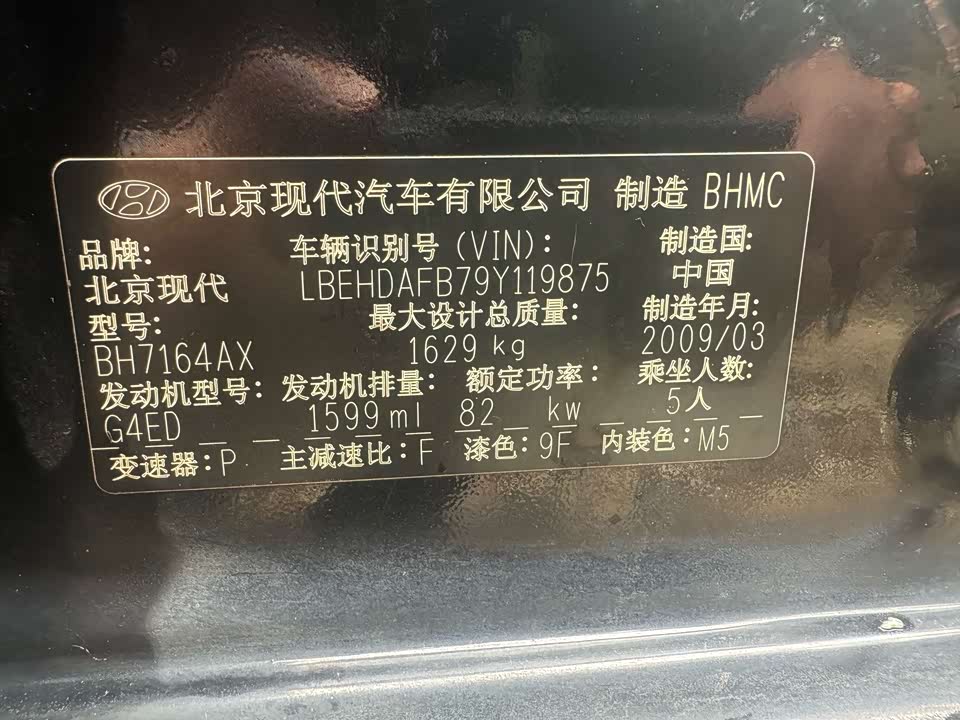 北京现代汽车有限公司 制造 BHMC
品牌: 车辆识别号 (VIN): 制造国:
北京现代 LBEHDAFB79Y119875 中国
型号: 最大设计总质量: 制造年月:
BH7164AX 1629 kg 2009/03
发动机型号: 发动机排量: 额定功率: 乘坐人数:
G4ED 1599 ml 82 kw 5人
变速器: P 主减速比: F 漆色: 9F 内装色: M5